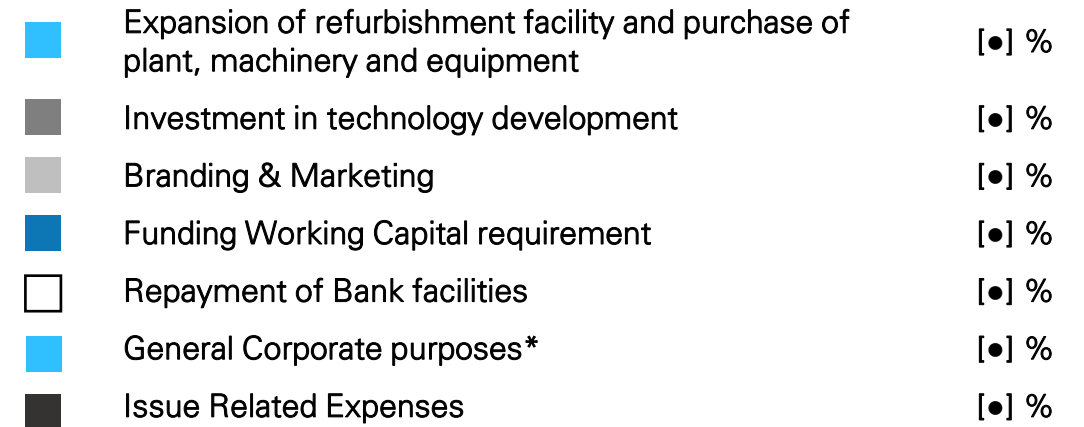 Expansion of refurbishment facility and purchase of
plant, machinery and equipment [●] %
Investment in technology development [●] %
Branding & Marketing [●] %
Funding Working Capital requirement [●] %
Repayment of Bank facilities [●] %
General Corporate purposes* [●] %
Issue Related Expenses [●] %